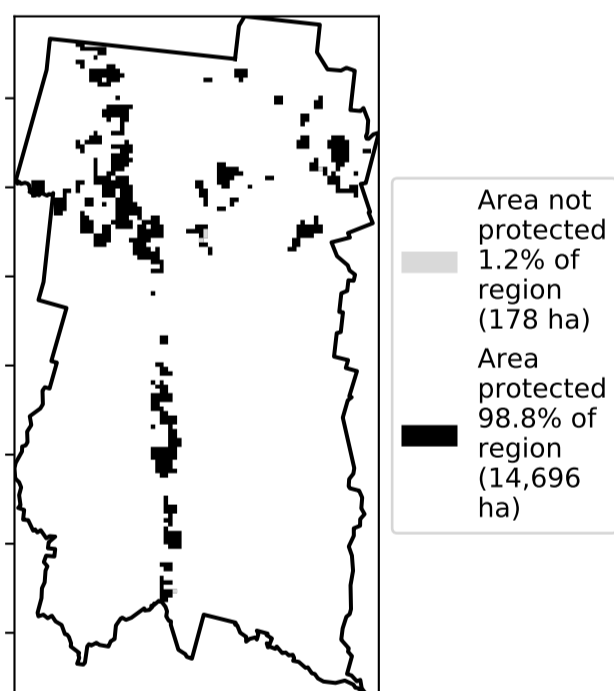 Area not
protected
1.2% of
region
(178 ha)
Area
protected
98.8% of
region
(14,696
ha)